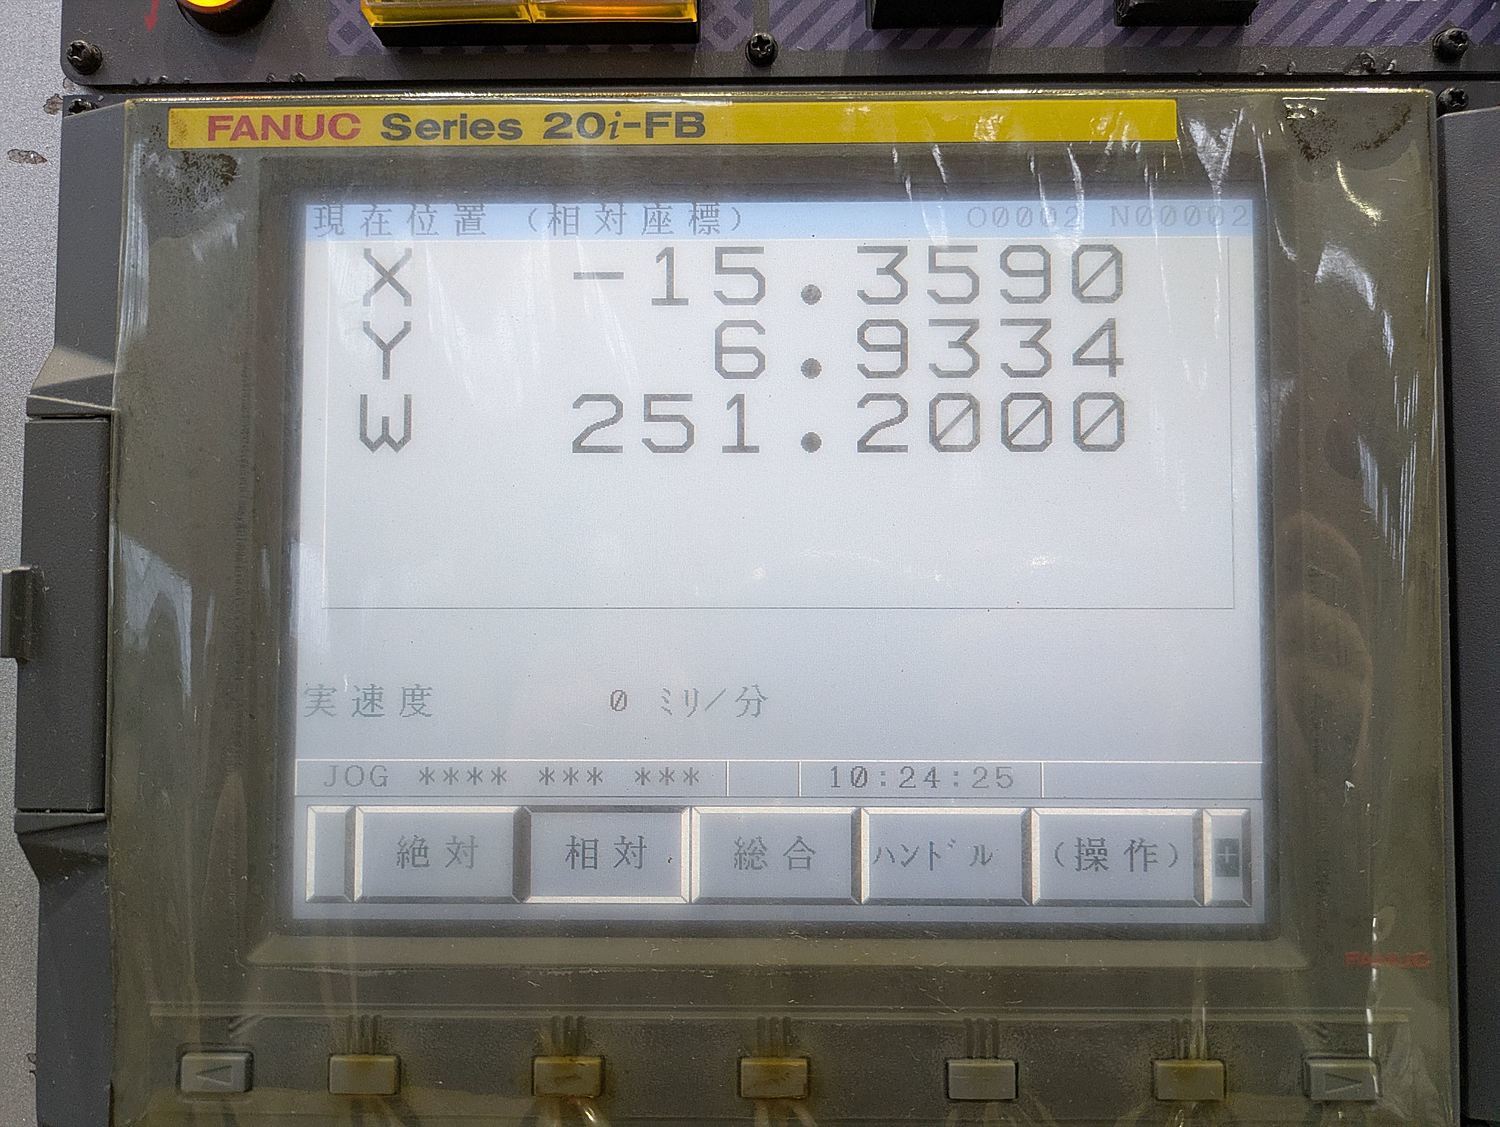 FANUC Series 20i-FB
現在位置 (相対座標) O0002 N00002
X -15.3590
Y 6.9334
W 251.2000
実速度 0 ﾐﾘ/分
JOG **** *** *** 10:24:25
絶対 相対 総合 ﾊﾝﾄﾞﾙ (操作) +
FANUC
< >